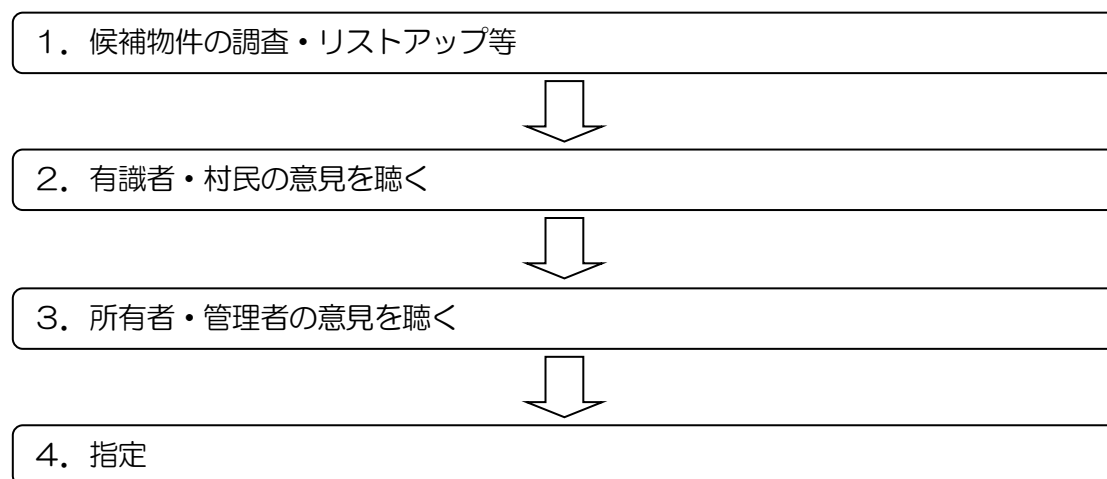 １．候補物件の調査・リストアップ等
２．有識者・村民の意見を聴く
３．所有者・管理者の意見を聴く
４．指定